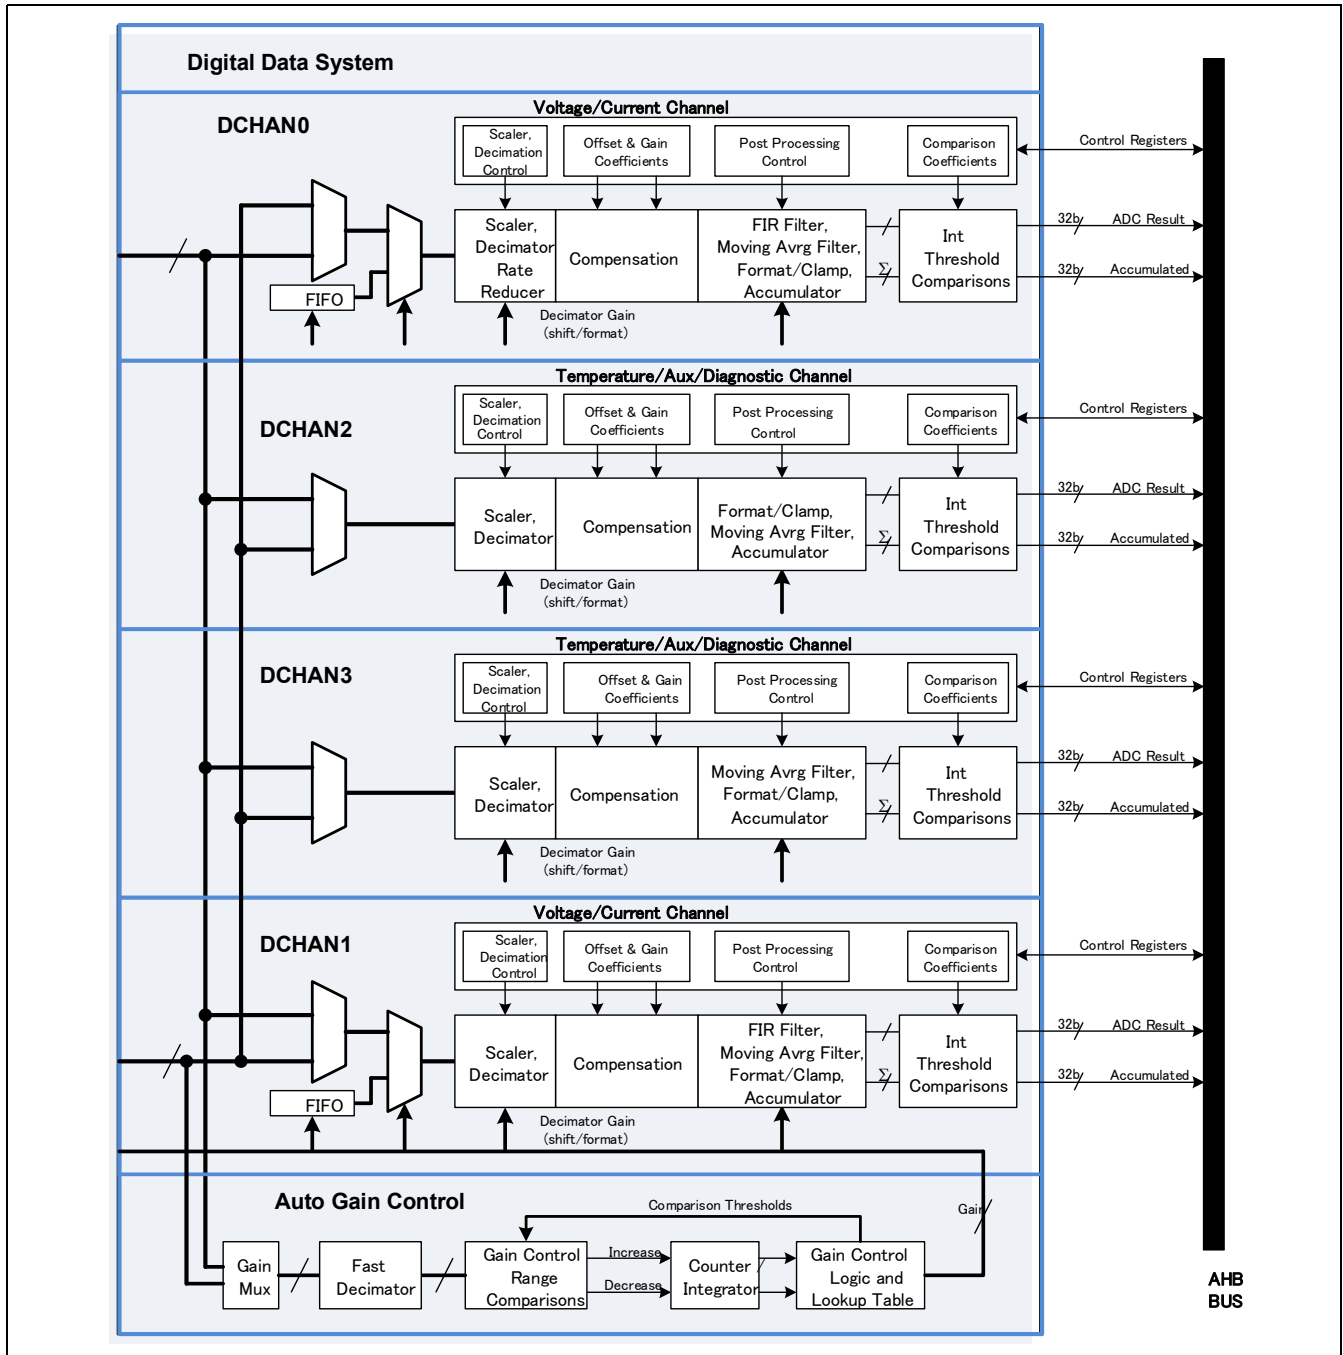 Digital Data System
DCHAN0
Voltage/Current Channel
Scaler,
Decimation
Control
Offset & Gain
Coefficients
Post Processing
Control
Comparison
Coefficients
Control Registers
Scaler,
Decimator
Rate
Reducer
Compensation
FIR Filter,
Moving Avrg Filter,
Format/Clamp,
Accumulator
Σ
Int
Threshold
Comparisons
32b
ADC Result
32b
Accumulated
FIFO
Decimator Gain
(shift/format)
DCHAN2
Temperature/Aux/Diagnostic Channel
Scaler,
Decimation
Control
Offset & Gain
Coefficients
Post Processing
Control
Comparison
Coefficients
Control Registers
Scaler,
Decimator
Compensation
Format/Clamp,
Moving Avrg Filter,
Accumulator
Σ
Int
Threshold
Comparisons
32b
ADC Result
32b
Accumulated
Decimator Gain
(shift/format)
DCHAN3
Temperature/Aux/Diagnostic Channel
Scaler,
Decimation
Control
Offset & Gain
Coefficients
Post Processing
Control
Comparison
Coefficients
Control Registers
Scaler,
Decimator
Compensation
Moving Avrg Filter,
Format/Clamp,
Accumulator
Σ
Int
Threshold
Comparisons
32b
ADC Result
32b
Accumulated
Decimator Gain
(shift/format)
DCHAN1
Voltage/Current Channel
Scaler,
Decimation
Control
Offset & Gain
Coefficients
Post Processing
Control
Comparison
Coefficients
Control Registers
Scaler,
Decimator
Compensation
FIR Filter,
Moving Avrg Filter,
Format/Clamp,
Accumulator
Σ
Int
Threshold
Comparisons
32b
ADC Result
32b
Accumulated
FIFO
Decimator Gain
(shift/format)
Auto Gain Control
Comparison Thresholds
Gain
Gain
Mux
Fast
Decimator
Gain Control
Range
Comparisons
Increase
Decrease
Counter
Integrator
Gain Control
Logic and
Lookup Table
AHB
BUS